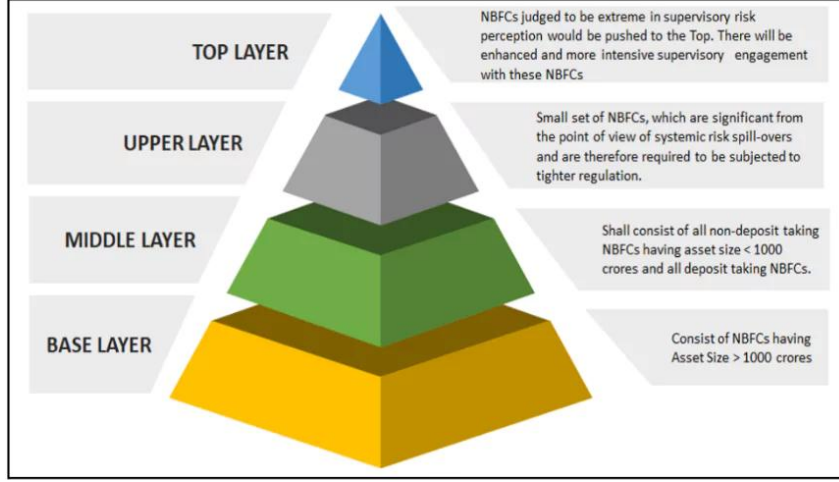 TOP LAYER
NBFCs judged to be extreme in supervisory risk
perception would be pushed to the Top. There will be
enhanced and more intensive supervisory engagement
with these NBFCs
UPPER LAYER
Small set of NBFCs, which are significant from
the point of view of systemic risk spill-overs
and are therefore required to be subjected to
tighter regulation.
MIDDLE LAYER
Shall consist of all non-deposit taking
NBFCs having asset size < 1000
crores and all deposit taking NBFCs.
BASE LAYER
Consist of NBFCs having
Asset Size > 1000 crores